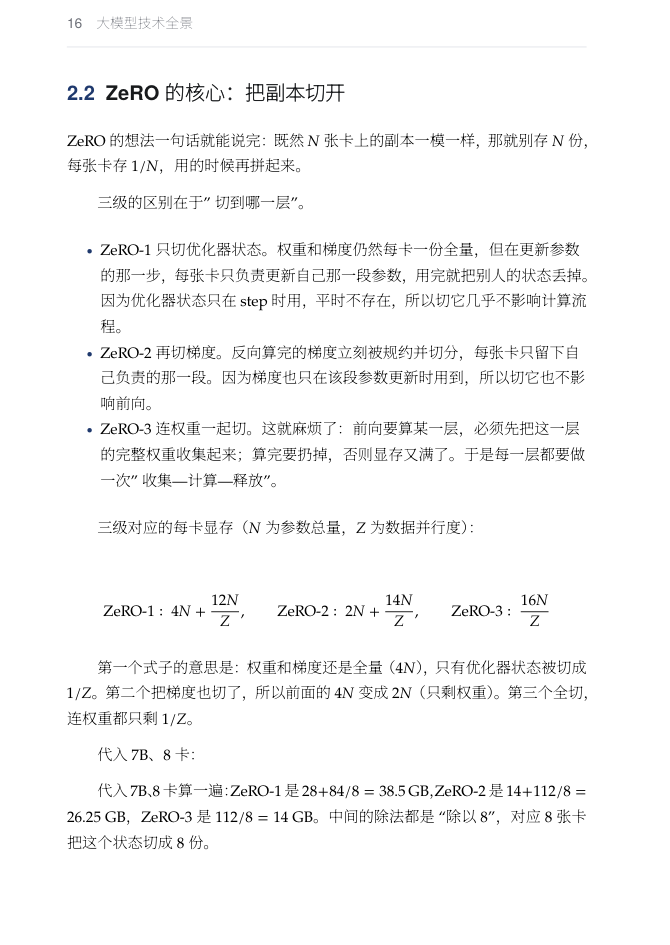 16 大模型技术全景
2.2 ZeRO 的核心：把副本切开
ZeRO 的想法一句话就能说完：既然 N 张卡上的副本一模一样，那就别存 N 份，
每张卡存 1/N，用的时候再拼起来。
三级的区别在于” 切到哪一层”。
• ZeRO-1 只切优化器状态。权重和梯度仍然每卡一份全量，但在更新参数
的那一步，每张卡只负责更新自己那一段参数，用完就把别人的状态丢掉。
因为优化器状态只在 step 时用，平时不存在，所以切它几乎不影响计算流
程。
• ZeRO-2 再切梯度。反向算完的梯度立刻被规约并切分，每张卡只留下自
己负责的那一段。因为梯度也只在该段参数更新时用到，所以切它也不影
响前向。
• ZeRO-3 连权重一起切。这就麻烦了：前向要算某一层，必须先把这一层
的完整权重收集起来；算完要扔掉，否则显存又满了。于是每一层都要做
一次” 收集—计算—释放”。
三级对应的每卡显存（N 为参数总量，Z 为数据并行度）：
ZeRO-1 : 4N + 12N/Z, ZeRO-2 : 2N + 14N/Z, ZeRO-3 : 16N/Z
第一个式子的意思是：权重和梯度还是全量（4N），只有优化器状态被切成
1/Z。第二个把梯度也切了，所以前面的 4N 变成 2N（只剩权重）。第三个全切，
连权重都只剩 1/Z。
代入 7B、8 卡：
代入 7B、8 卡算一遍：ZeRO-1 是 28+84/8 = 38.5 GB，ZeRO-2 是 14+112/8 =
26.25 GB，ZeRO-3 是 112/8 = 14 GB。中间的除法都是 “除以 8”，对应 8 张卡
把这个状态切成 8 份。